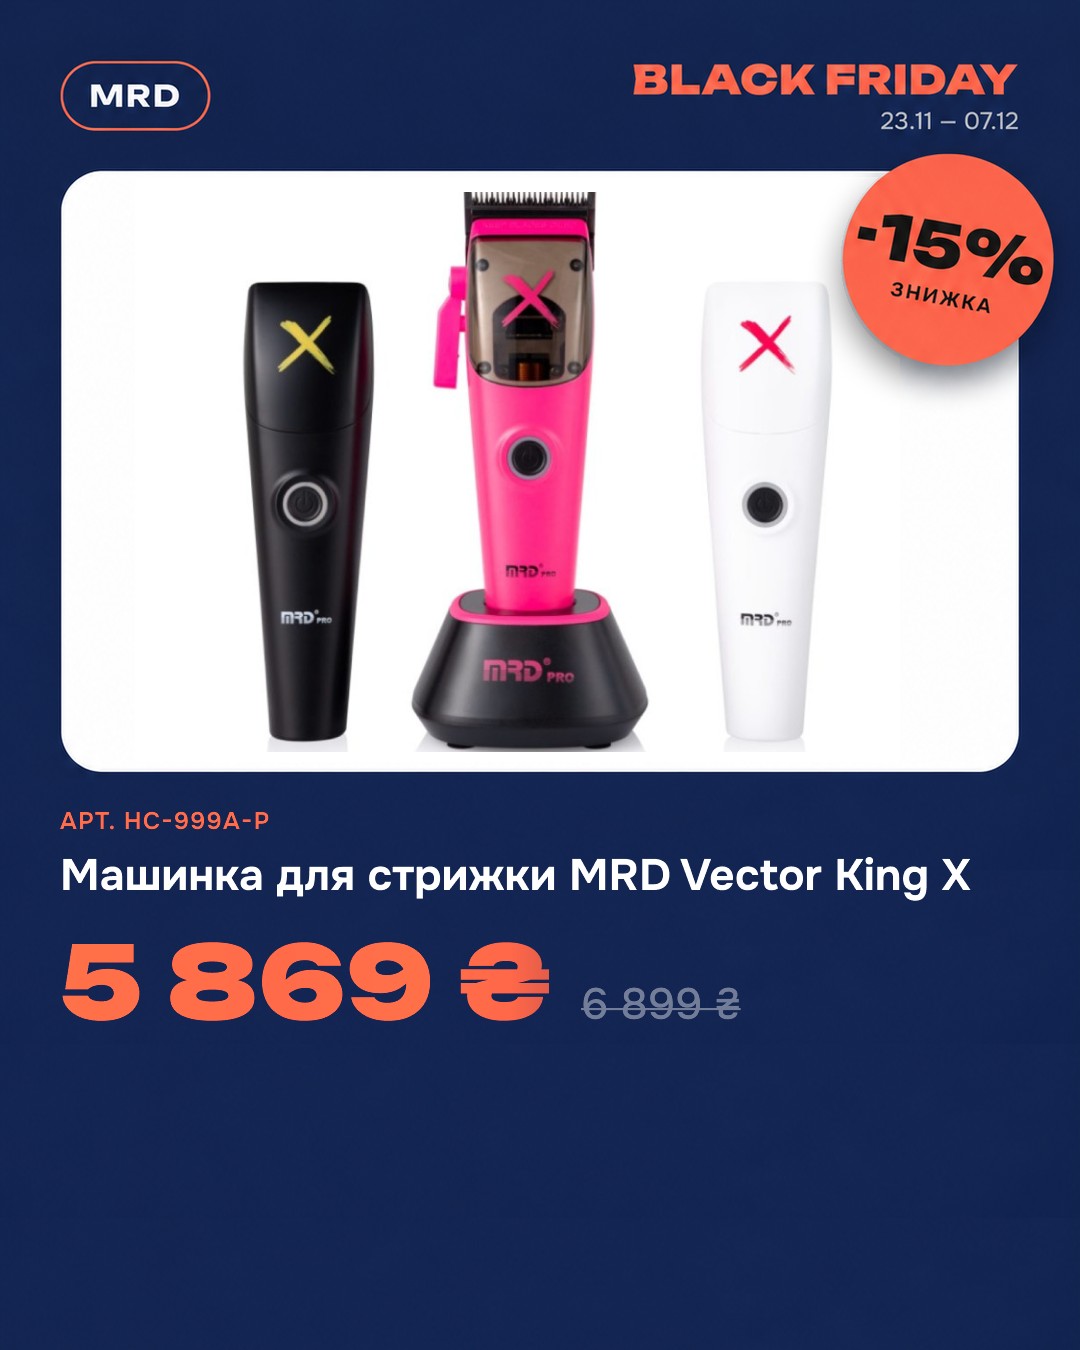 MRD
BLACK FRIDAY
23.11 – 07.12
-15%
ЗНИЖКА
X
X
X
MRD® PRO
MRD® PRO
MRD® PRO
MRD® PRO
АРТ. HC-999A-P
Машинка для стрижки MRD Vector King X
5 869 ₴
6 899 ₴